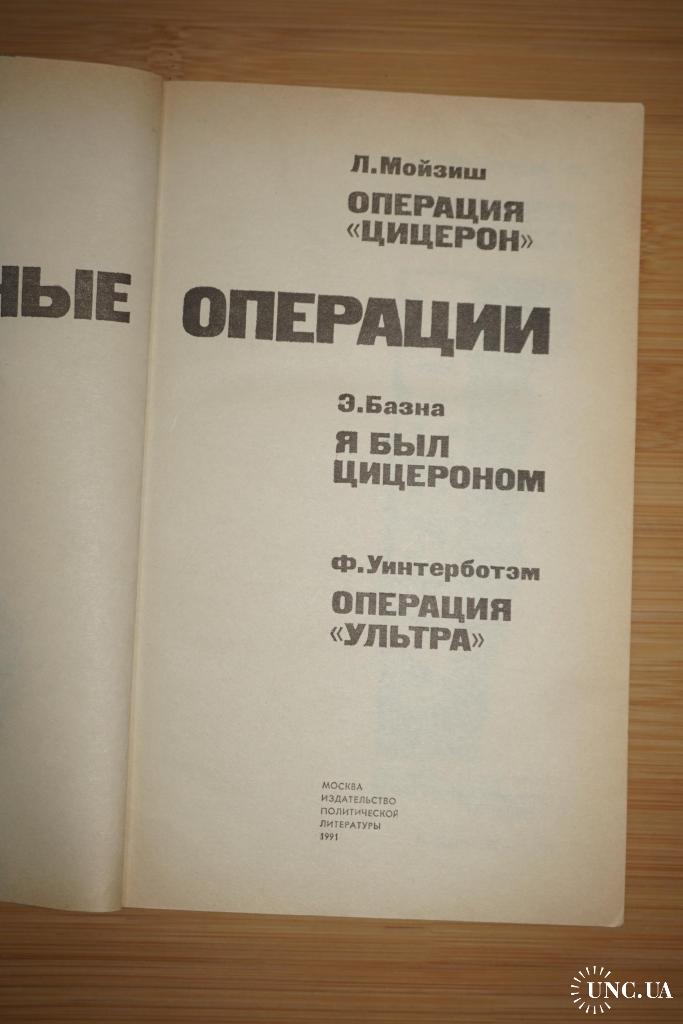 Л.Мойзиш
ОПЕРАЦИЯ
«ЦИЦЕРОН»
НЫЕ ОПЕРАЦИИ
Э.Базна
Я БЫЛ
ЦИЦЕРОНОМ
Ф.Уинтерботэм
ОПЕРАЦИЯ
«УЛЬТРА»
МОСКВА
ИЗДАТЕЛЬСТВО
ПОЛИТИЧЕСКОЙ
ЛИТЕРАТУРЫ
1991
UNC.UA